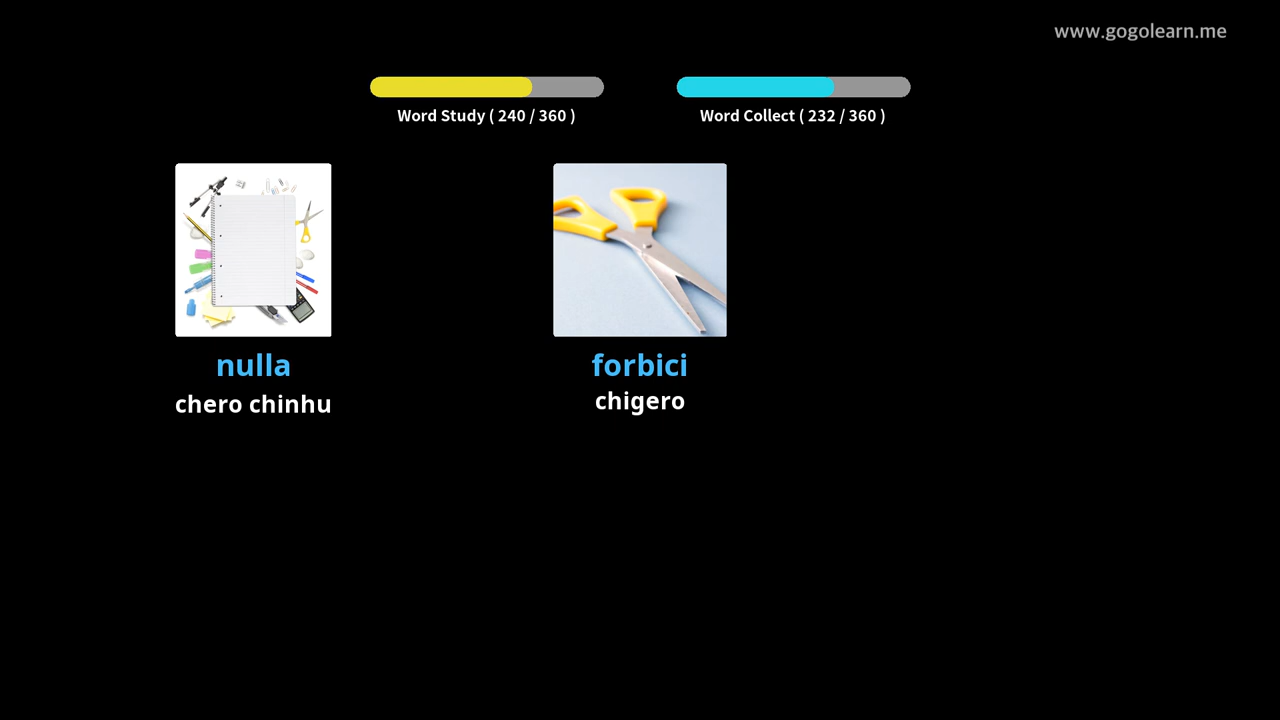 www.gogolearn.me
Word Study ( 240 / 360 )
Word Collect ( 232 / 360 )
nulla
chero chinhu
forbici
chigero